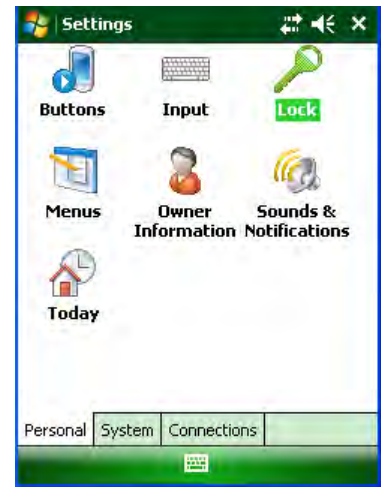 Settings
Buttons Input Lock
Menus Owner Information Sounds & Notifications
Today
Personal System Connections